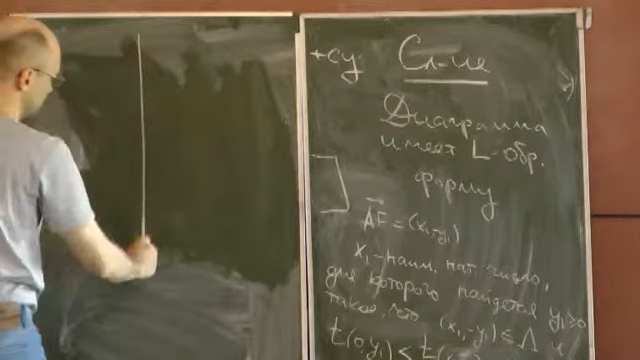 +су: Сл-ие
Диаграмма
имеет L-обр.
форму
AF = (x₁, -y₁)
x₁ - наим. нат. число,
для которого найдется y₁ ≥ 0
такое, что (x₁, -y₁) ∈ Λ и
t(0, y₁) <